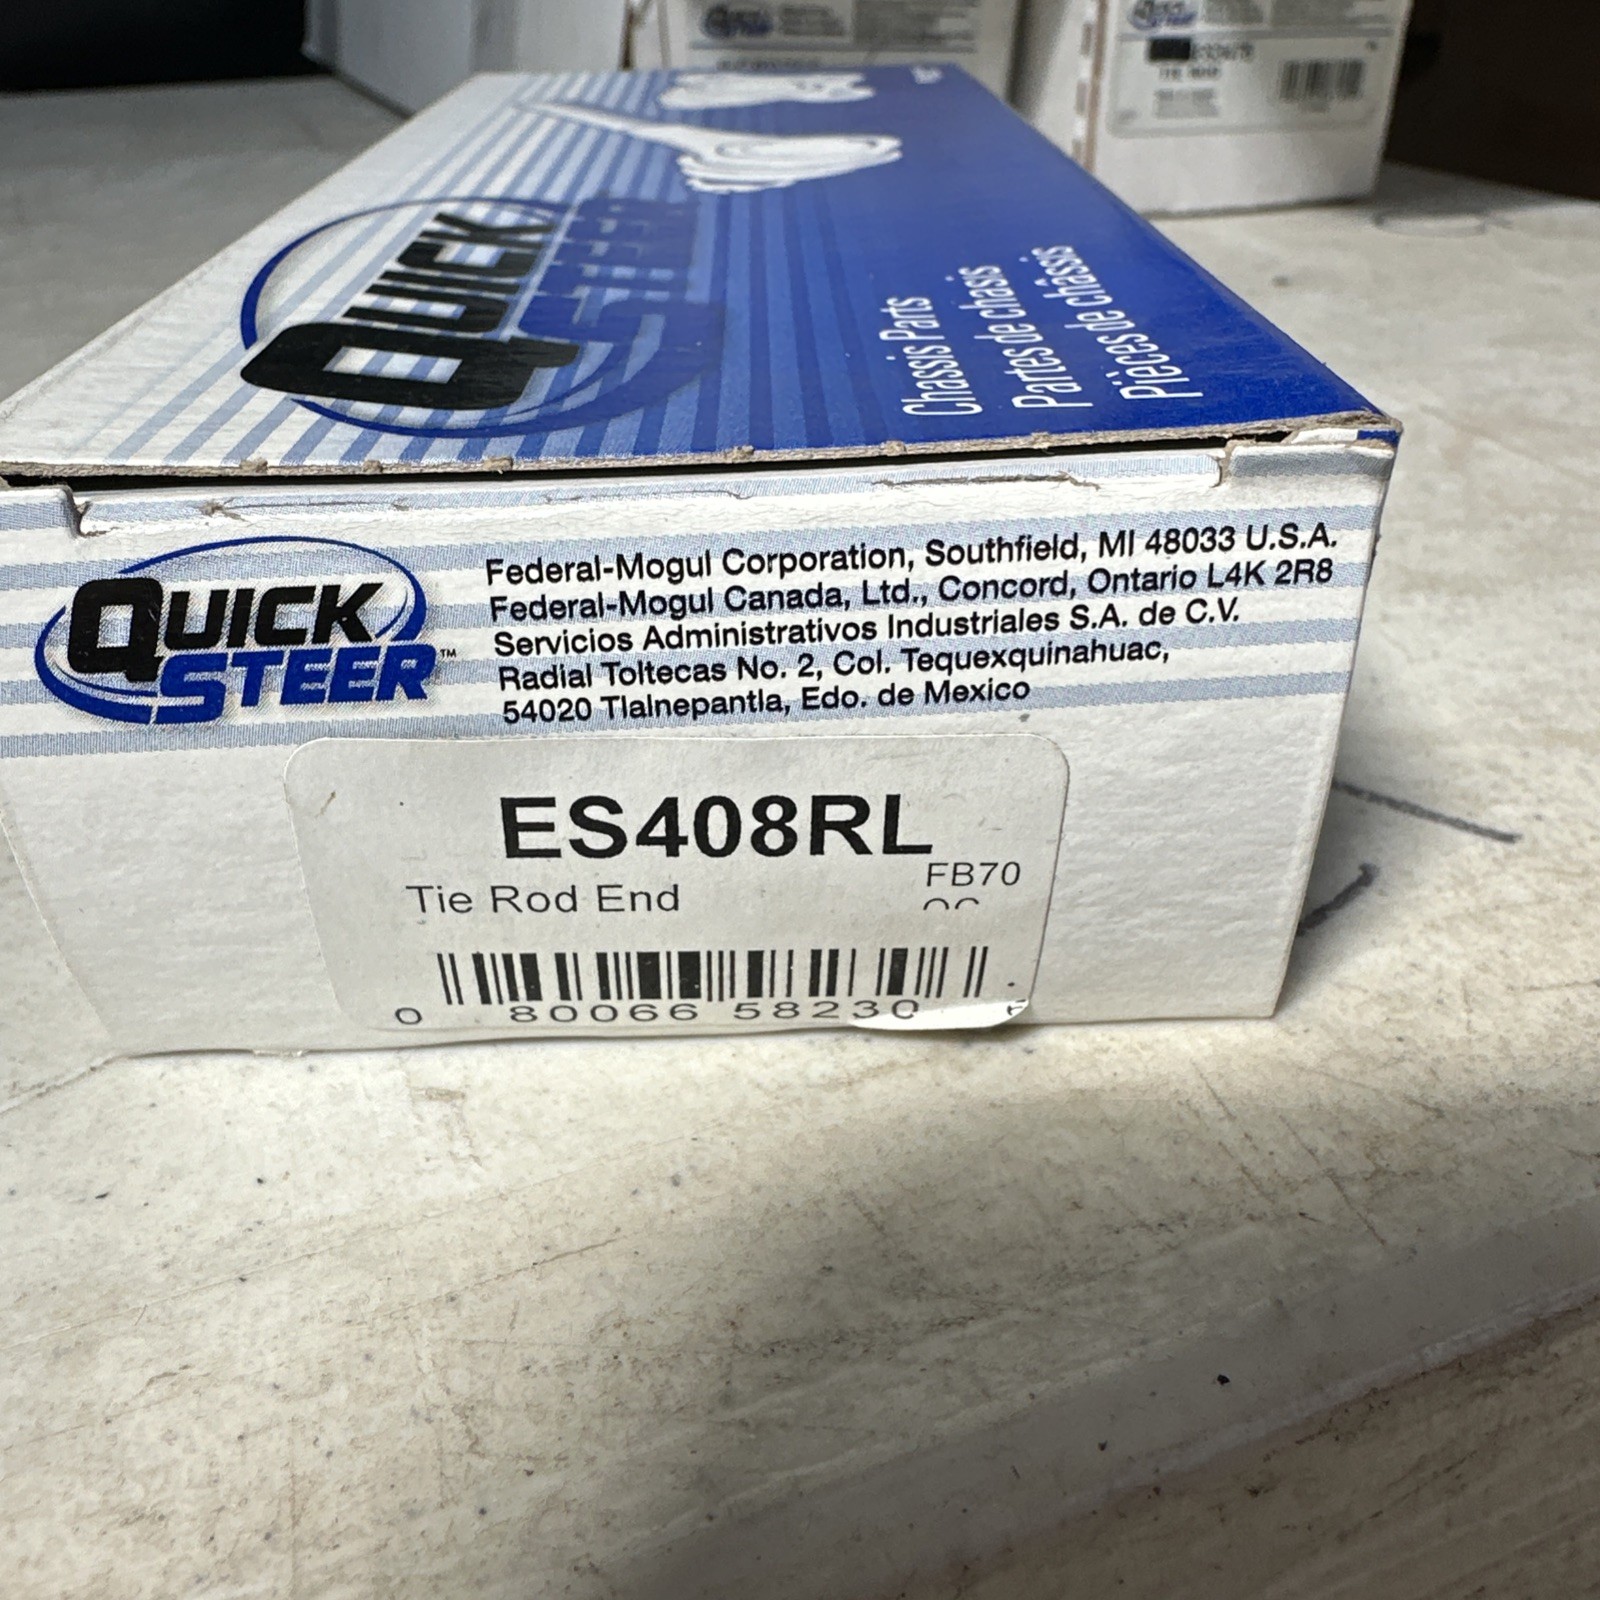 QUICK
STEER
Chassis Parts
Partes de chasis
Pièces de châssis
QUICK
STEER™
Federal-Mogul Corporation, Southfield, MI 48033 U.S.A.
Federal-Mogul Canada, Ltd., Concord, Ontario L4K 2R8
Servicios Administrativos Industriales S.A. de C.V.
Radial Toltecas No. 2, Col. Tequexquinahuac,
54020 Tlalnepantla, Edo. de Mexico
ES408RL
FB70
Tie Rod End
0 80066 58230